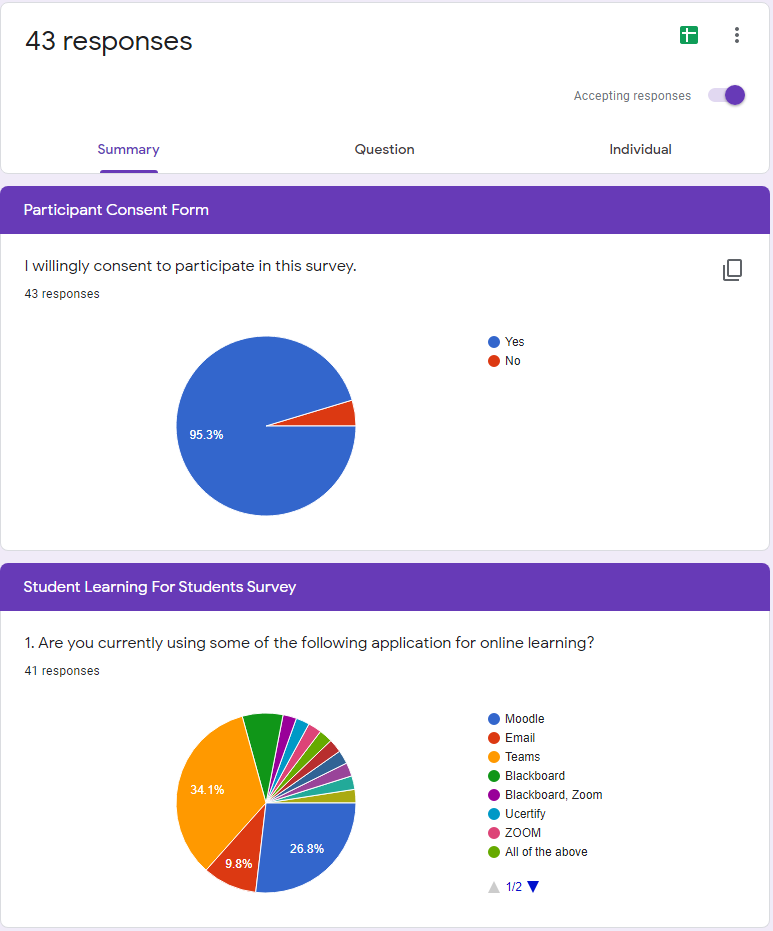 43 responses
Accepting responses
Summary Question Individual
Participant Consent Form
I willingly consent to participate in this survey.
43 responses
Yes
No
95.3%
Student Learning For Students Survey
1. Are you currently using some of the following application for online learning?
41 responses
Moodle
Email
Teams
Blackboard
Blackboard, Zoom
Ucertify
ZOOM
All of the above
1/2
34.1%
9.8%
26.8%